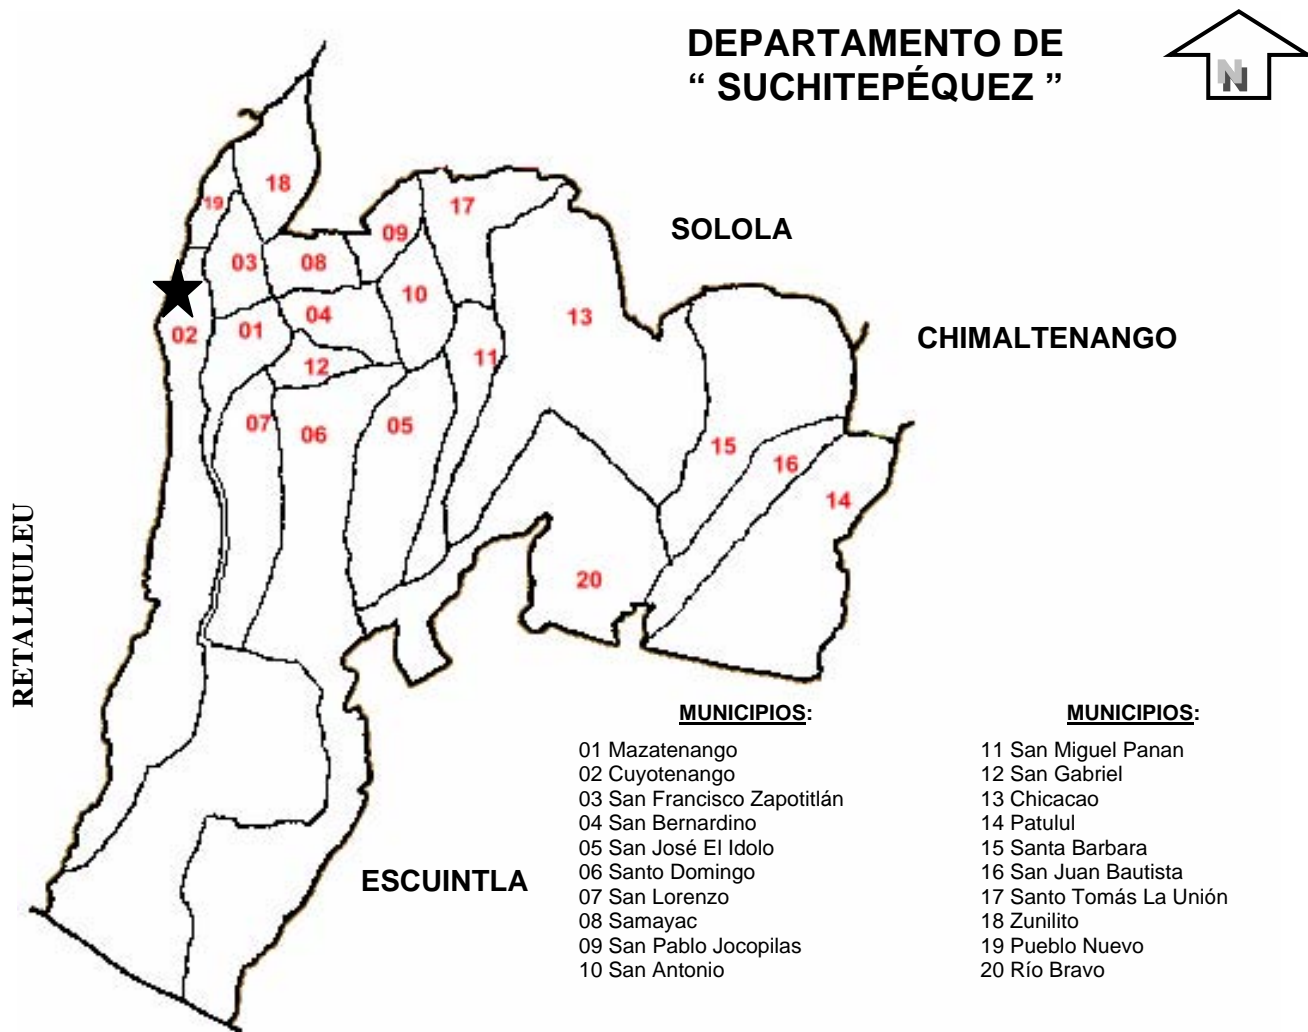 DEPARTAMENTO DE
“ SUCHITEPÉQUEZ ”
N
18
19
17
09
SOLOLA
03
08
10
04
13
02
01
CHIMALTENANGO
11
12
07
06
05
15
16
14
RETALHULEU
20
ESCUINTLA
MUNICIPIOS:
01 Mazatenango
02 Cuyotenango
03 San Francisco Zapotitlán
04 San Bernardino
05 San José El Idolo
06 Santo Domingo
07 San Lorenzo
08 Samayac
09 San Pablo Jocopilas
10 San Antonio
MUNICIPIOS:
11 San Miguel Panan
12 San Gabriel
13 Chicacao
14 Patulul
15 Santa Barbara
16 San Juan Bautista
17 Santo Tomás La Unión
18 Zunilito
19 Pueblo Nuevo
20 Río Bravo